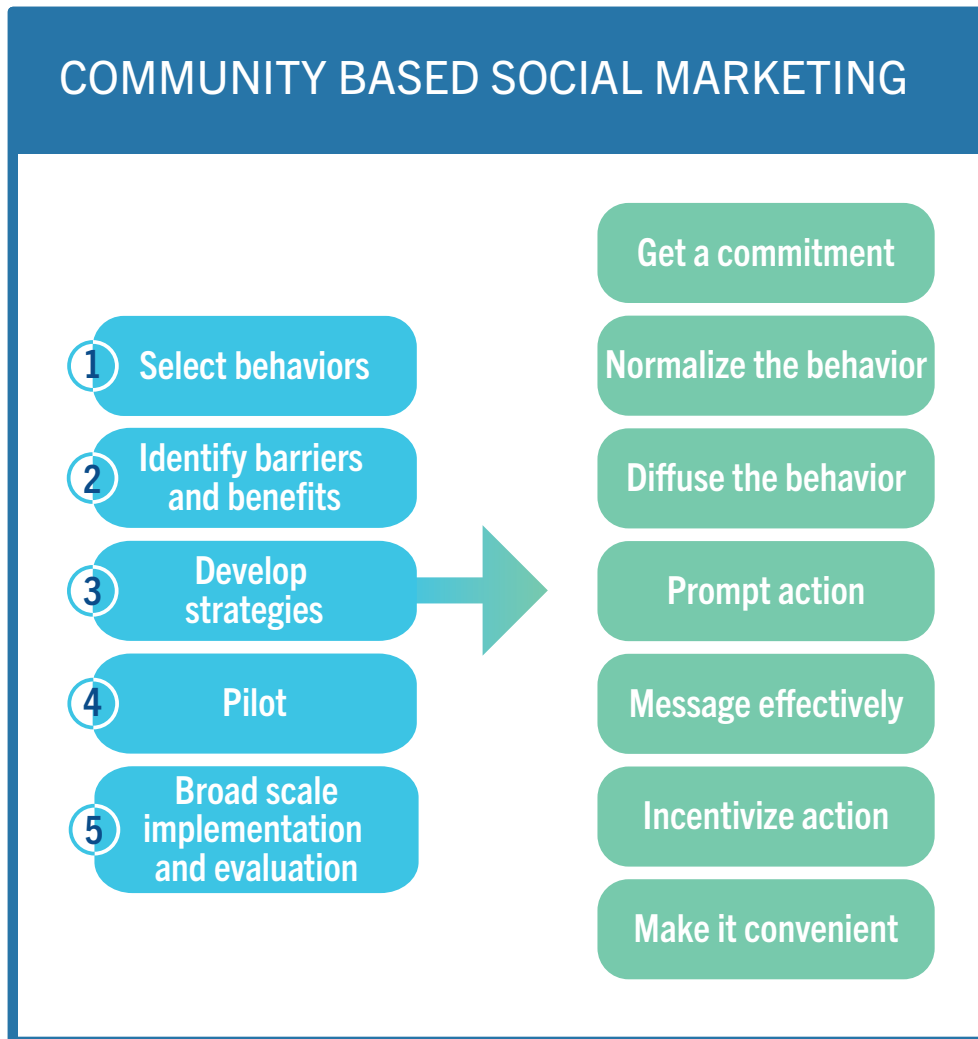 COMMUNITY BASED SOCIAL MARKETING
1 Select behaviors
2 Identify barriers
and benefits
3 Develop
strategies
4 Pilot
5 Broad scale
implementation
and evaluation
Get a commitment
Normalize the behavior
Diffuse the behavior
Prompt action
Message effectively
Incentivize action
Make it convenient